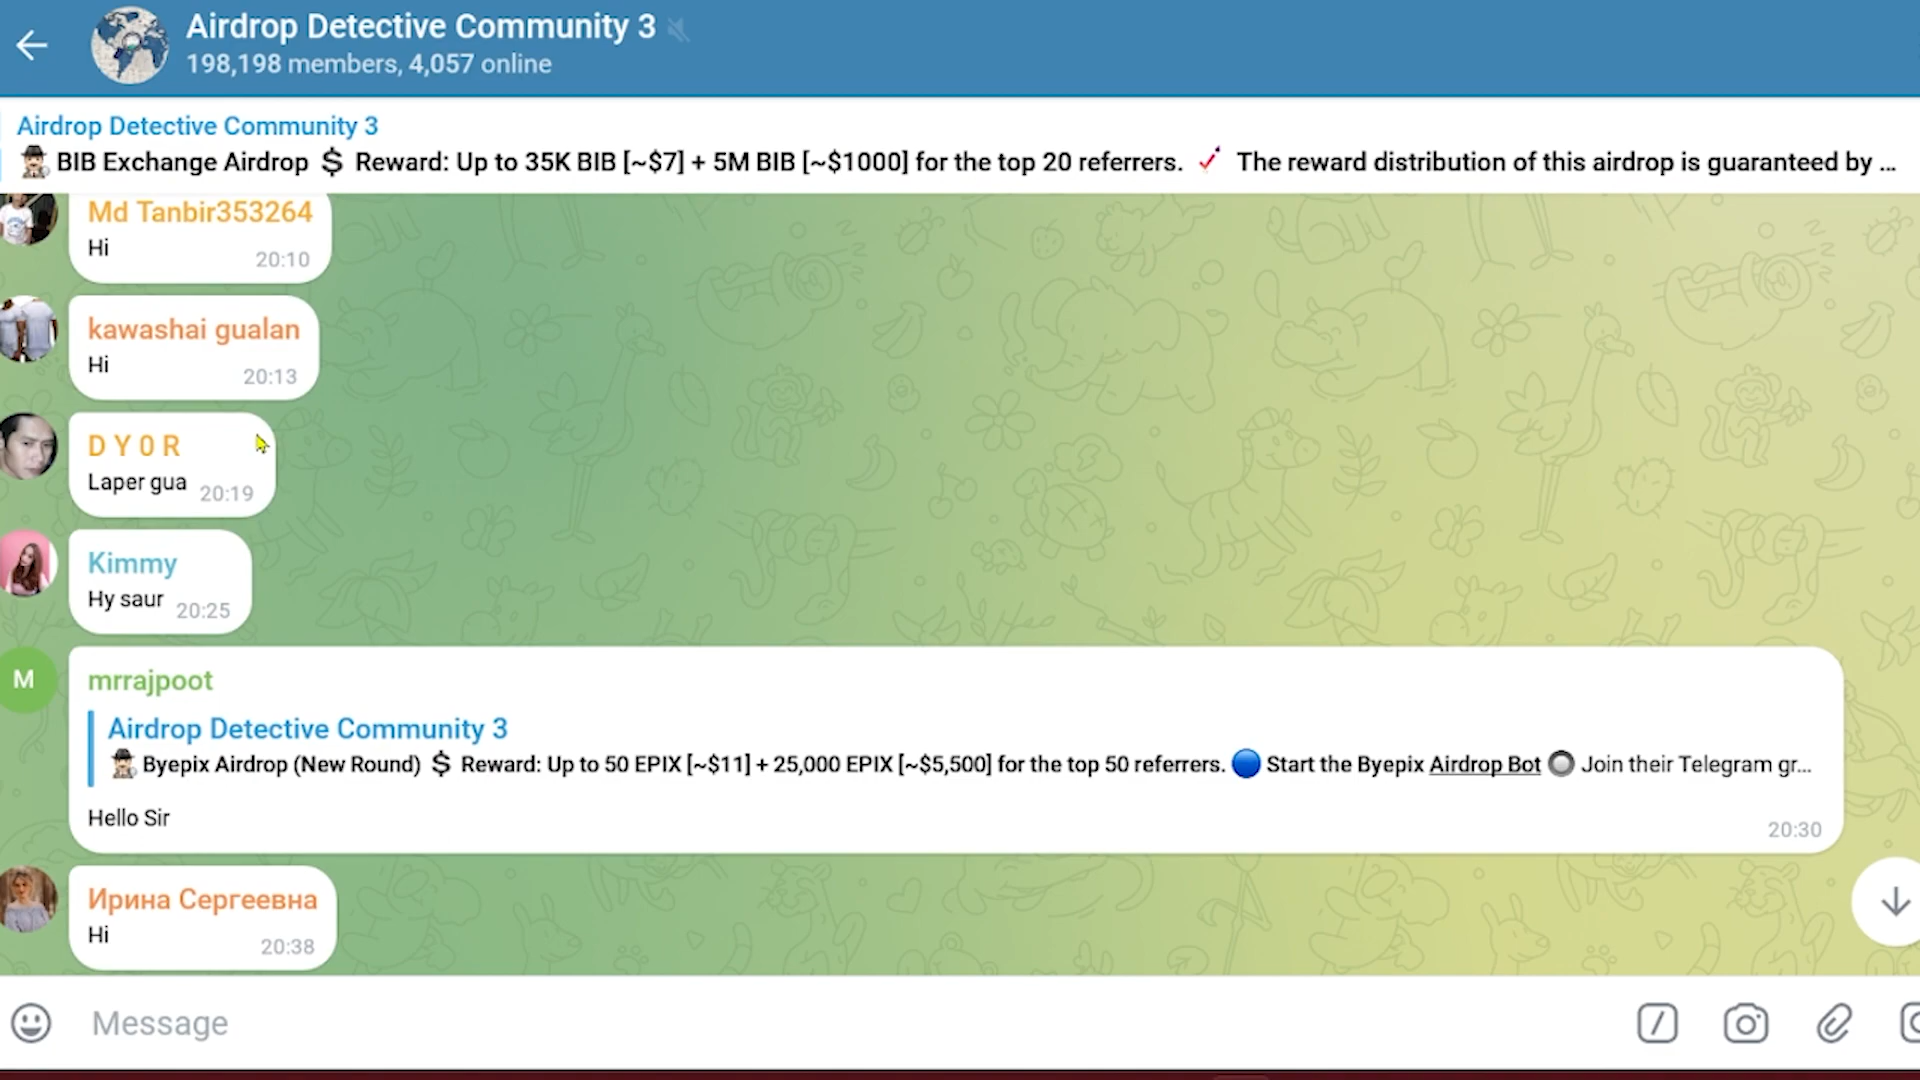 Airdrop Detective Community 3
198,198 members, 4,057 online
Airdrop Detective Community 3
BIB Exchange Airdrop $ Reward: Up to 35K BIB [~$7] + 5M BIB [~$1000] for the top 20 referrers. The reward distribution of this airdrop is guaranteed by ...
Md Tanbir353264
Hi
20:10
kawashai gualan
Hi
20:13
D Y 0 R
Laper gua 20:19
Kimmy
Hy saur 20:25
M
mrrajpoot
Airdrop Detective Community 3
Byepix Airdrop (New Round) $ Reward: Up to 50 EPIX [~$11] + 25,000 EPIX [~$5,500] for the top 50 referrers. Start the Byepix Airdrop Bot Join their Telegram gr...
Hello Sir
20:30
Ирина Сергеевна
Hi
20:38
Message